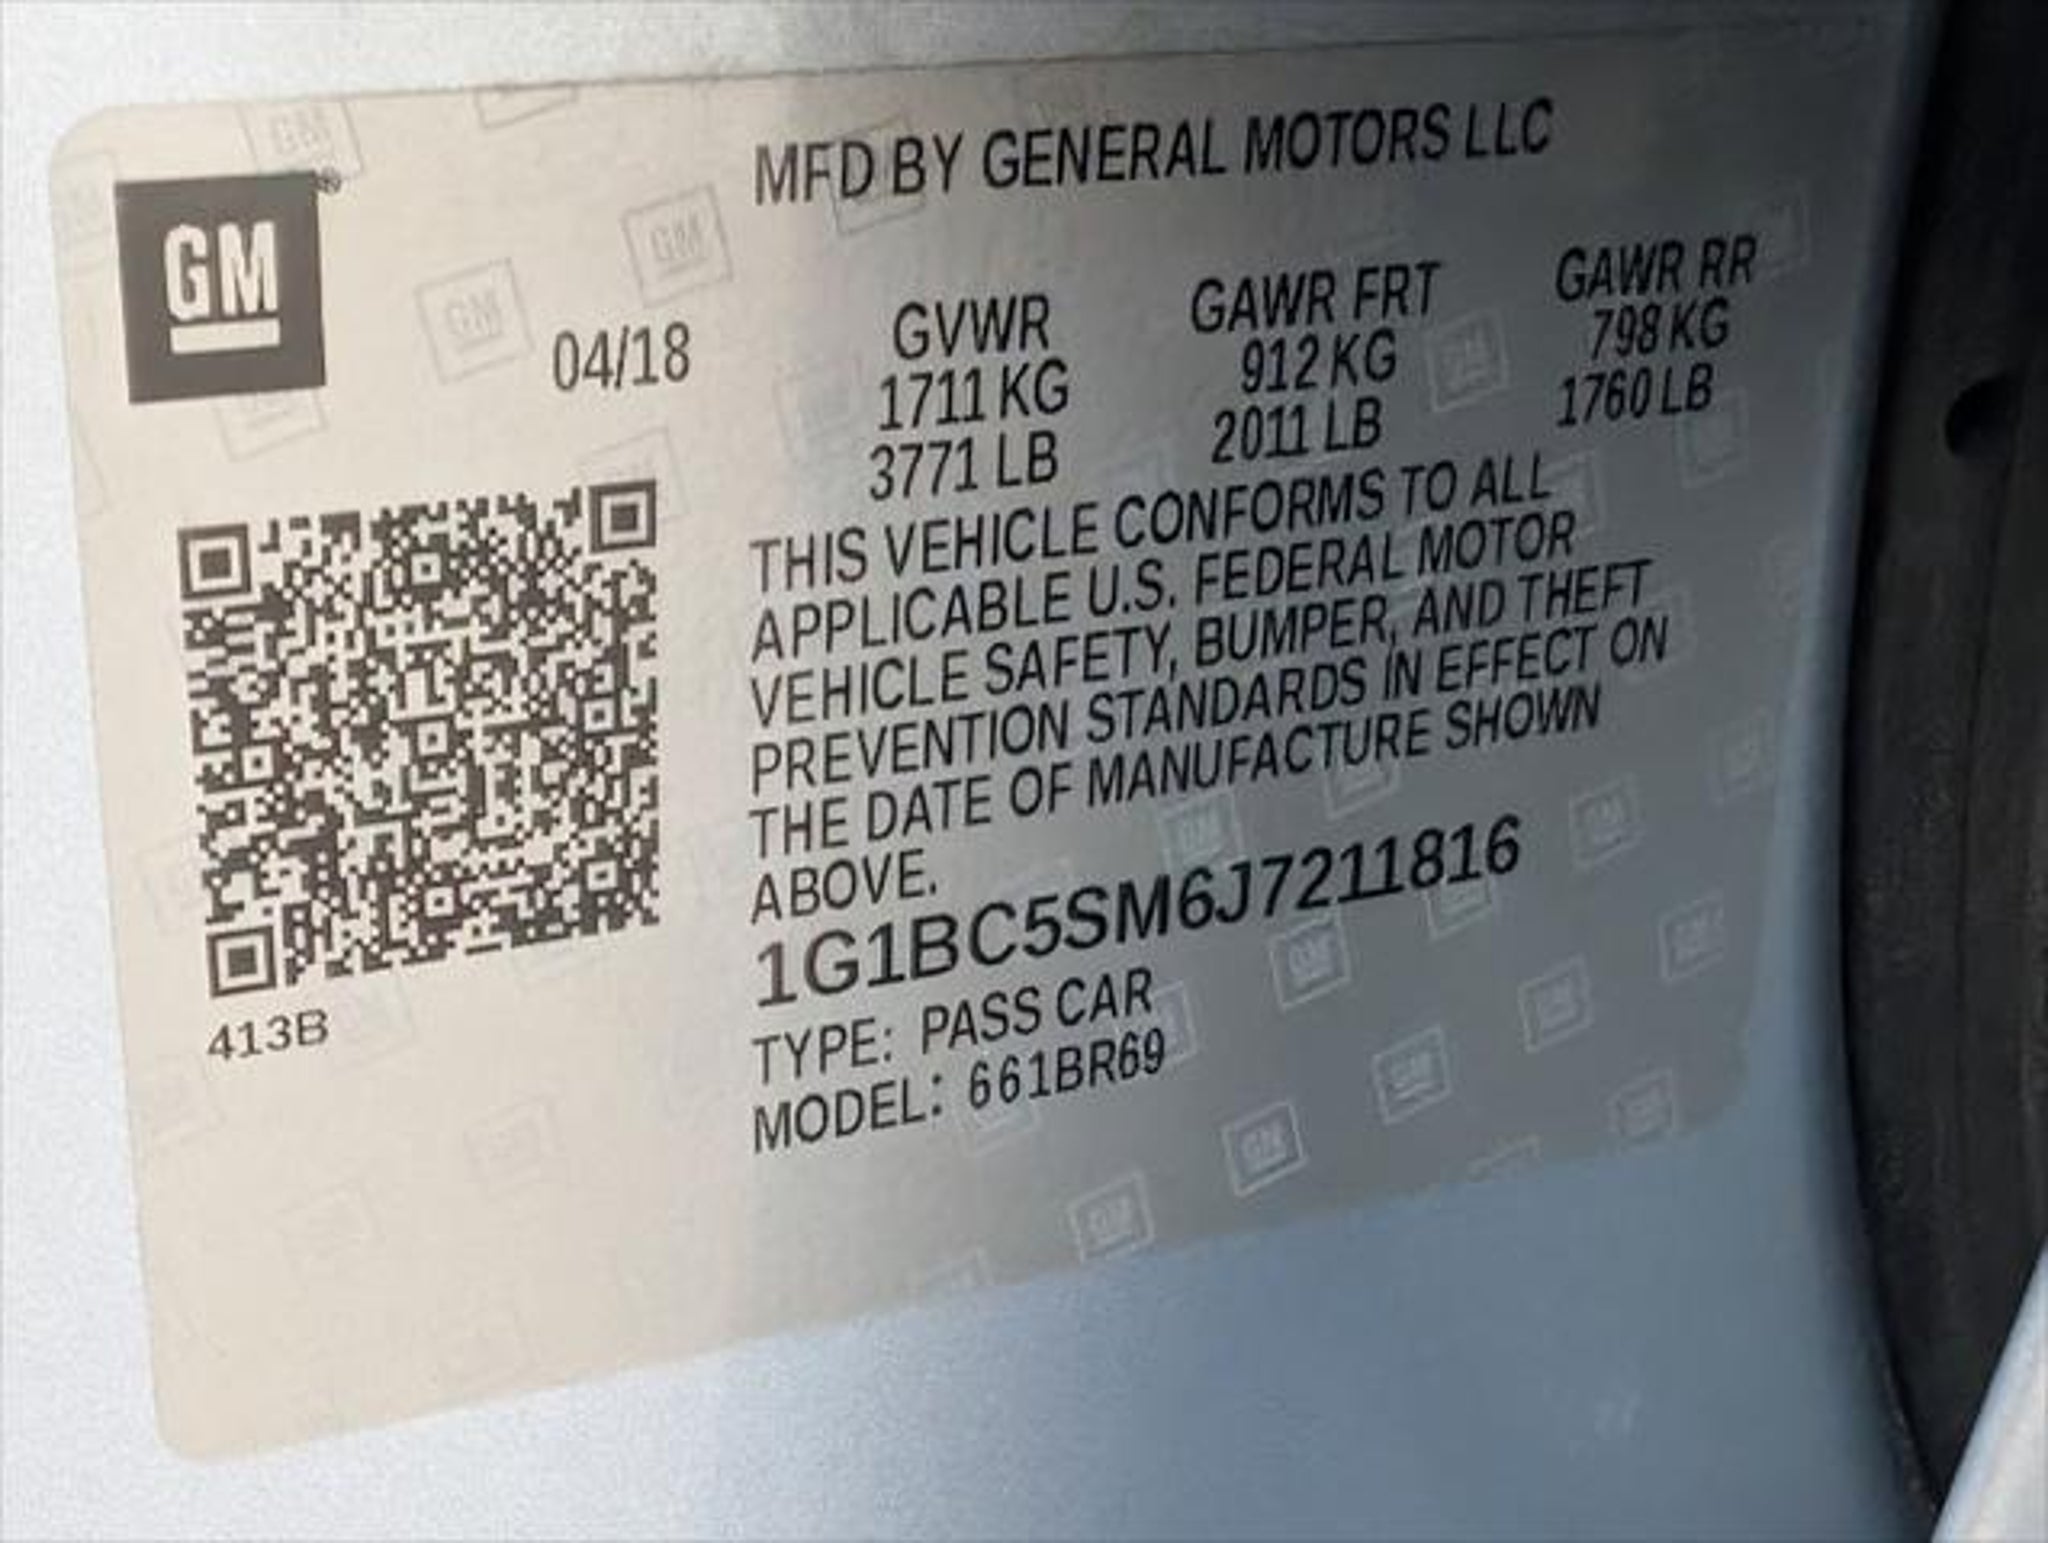 GM®
MFD BY GENERAL MOTORS LLC
04/18
GVWR
1711 KG
3771 LB
GAWR FRT
912 KG
2011 LB
GAWR RR
798 KG
1760 LB
THIS VEHICLE CONFORMS TO ALL
APPLICABLE U.S. FEDERAL MOTOR
VEHICLE SAFETY, BUMPER, AND THEFT
PREVENTION STANDARDS IN EFFECT ON
THE DATE OF MANUFACTURE SHOWN
ABOVE.
1G1BC5SM6J7211816
TYPE: PASS CAR
MODEL: 661BR69
413B